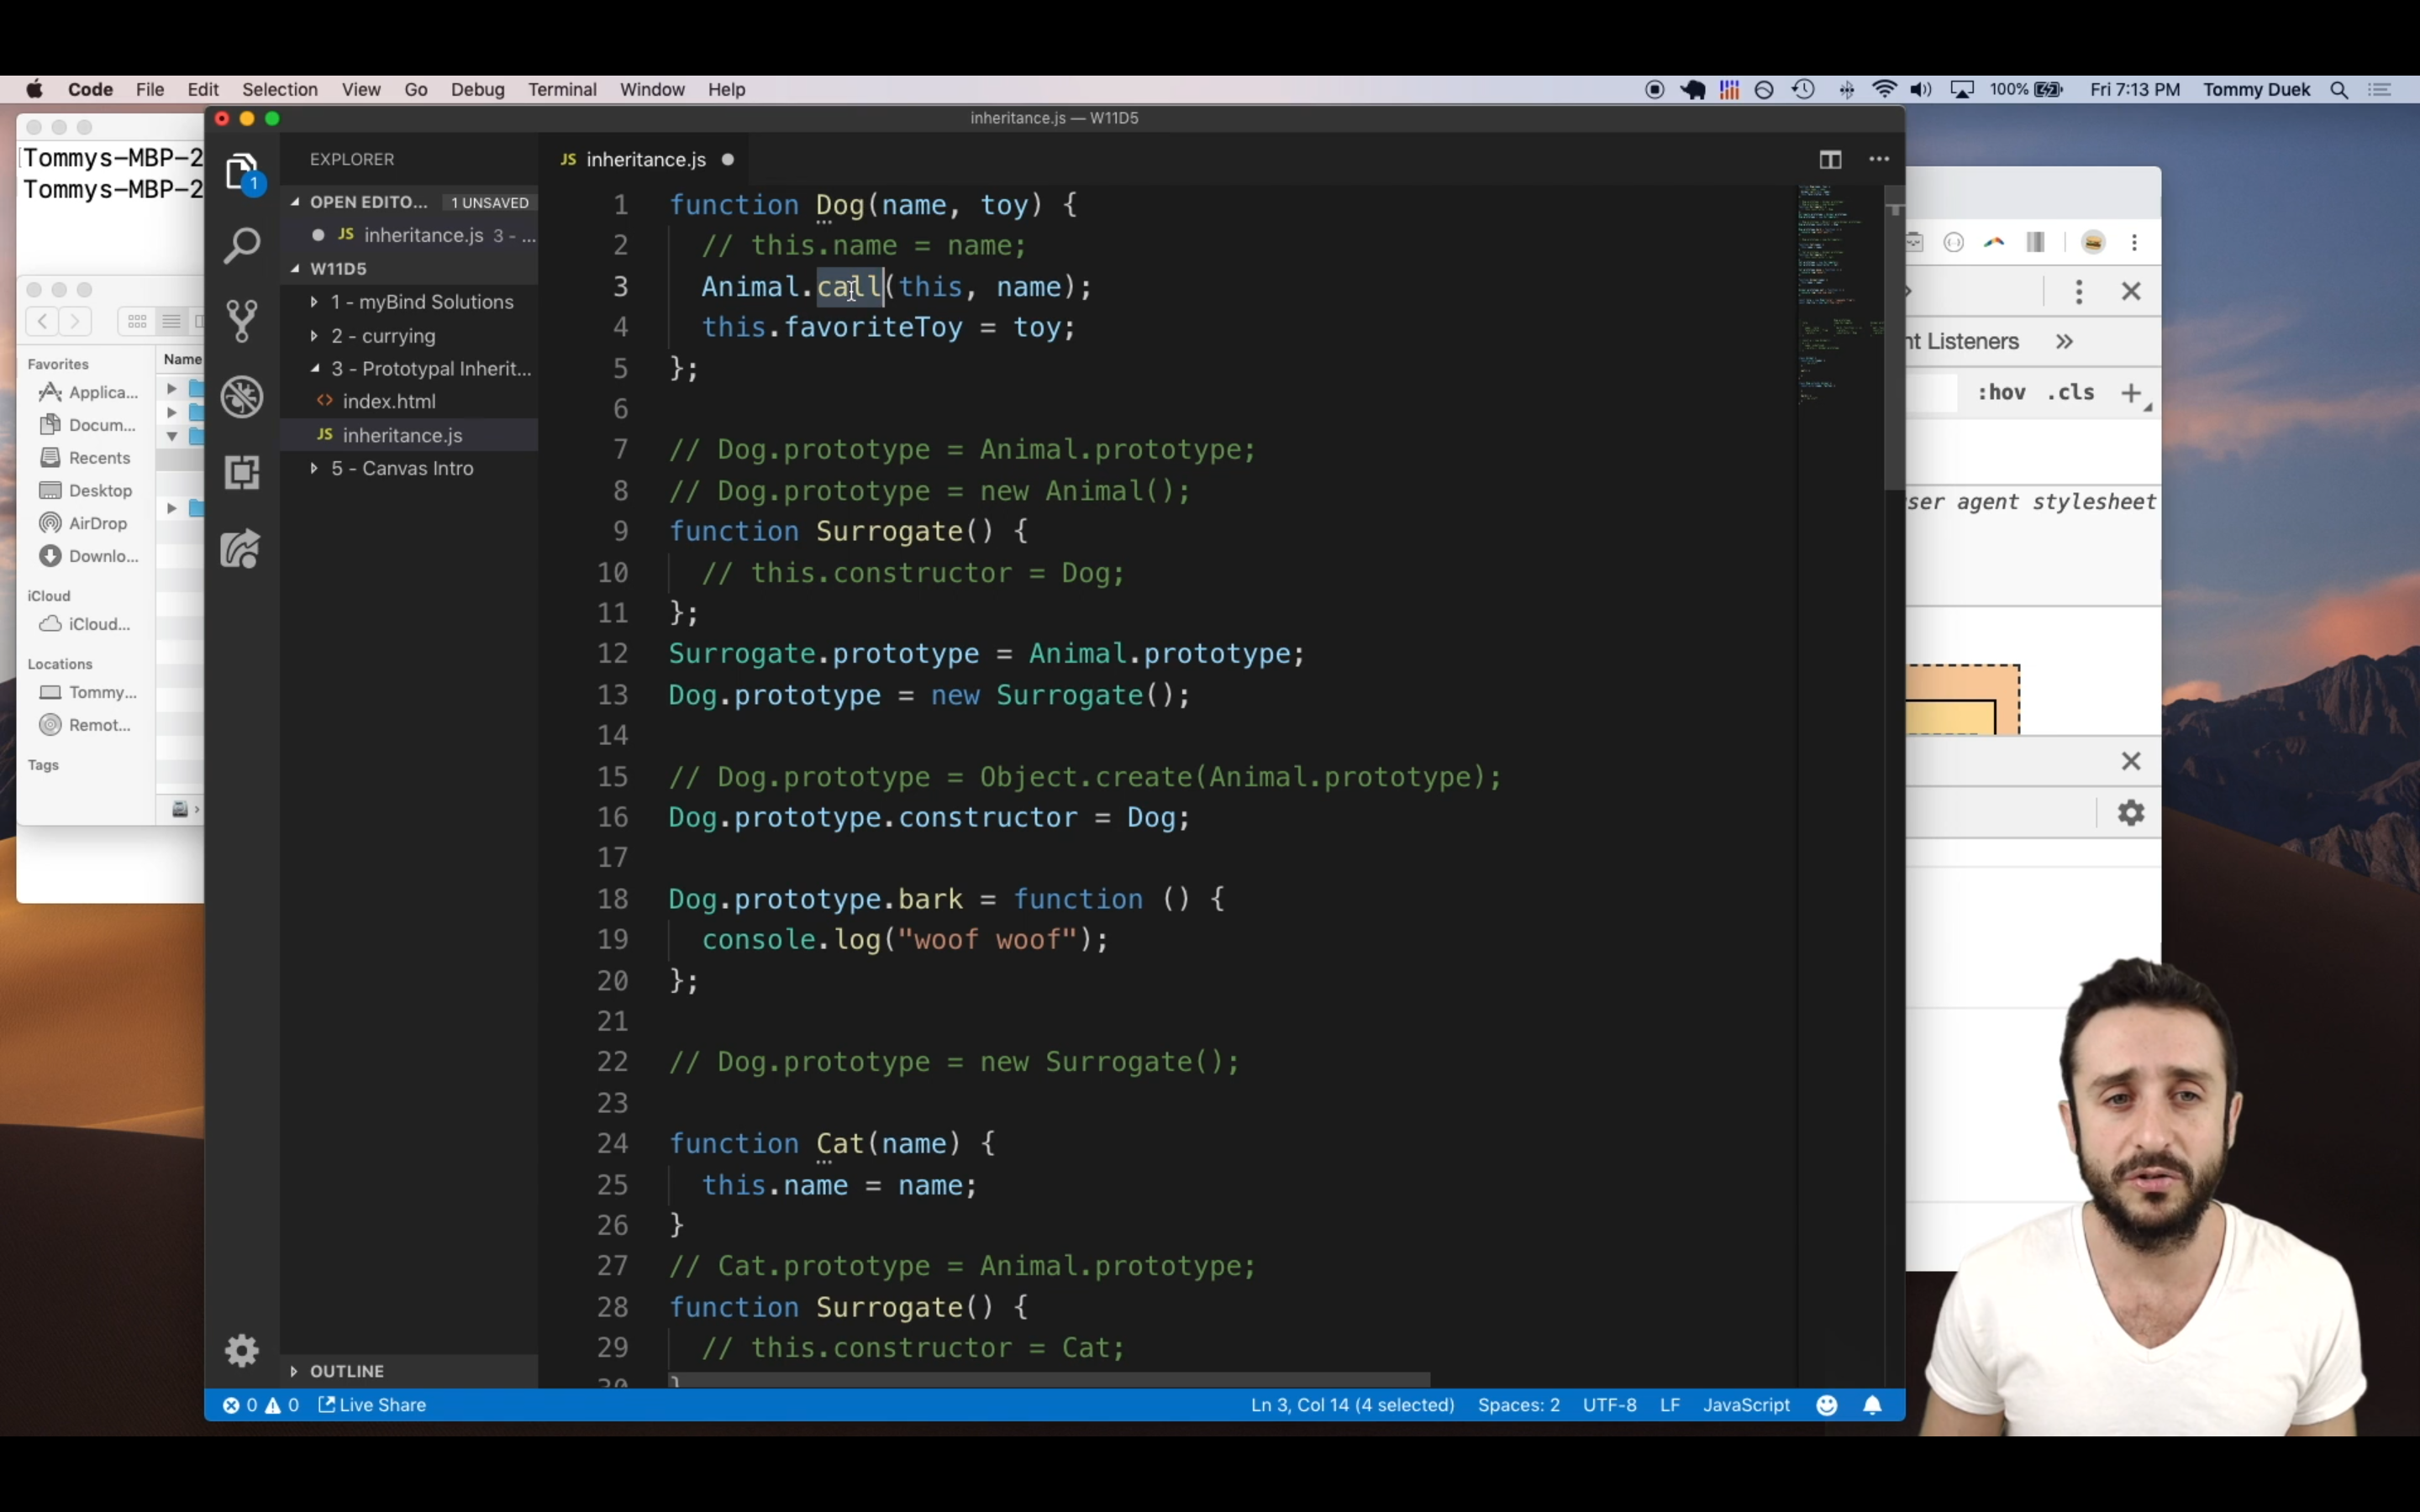 Code File Edit Selection View Go Debug Terminal Window Help
100% Fri 7:13 PM Tommy Duek
Tommys-MBP-2
Tommys-MBP-2
Name
Favorites
Applica...
Docum...
Recents
Desktop
AirDrop
Downlo...
iCloud
iCloud...
Locations
Tommy...
Remot...
Tags
inheritance.js — W11D5
1
EXPLORER
OPEN EDITO... 1 UNSAVED
JS inheritance.js 3 - ...
W11D5
1 - myBind Solutions
2 - currying
3 - Prototypal Inherit...
<> index.html
JS inheritance.js
5 - Canvas Intro
OUTLINE
JS inheritance.js
1 function Dog(name, toy) {
2 // this.name = name;
3 Animal.call(this, name);
4 this.favoriteToy = toy;
5 };
6
7 // Dog.prototype = Animal.prototype;
8 // Dog.prototype = new Animal();
9 function Surrogate() {
10 // this.constructor = Dog;
11 };
12 Surrogate.prototype = Animal.prototype;
13 Dog.prototype = new Surrogate();
14
15 // Dog.prototype = Object.create(Animal.prototype);
16 Dog.prototype.constructor = Dog;
17
18 Dog.prototype.bark = function () {
19 console.log("woof woof");
20 };
21
22 // Dog.prototype = new Surrogate();
23
24 function Cat(name) {
25 this.name = name;
26 }
27 // Cat.prototype = Animal.prototype;
28 function Surrogate() {
29 // this.constructor = Cat;
30 }
0 0 Live Share
Ln 3, Col 14 (4 selected) Spaces: 2 UTF-8 LF JavaScript
nt Listeners »
:hov .cls +
ser agent stylesheet